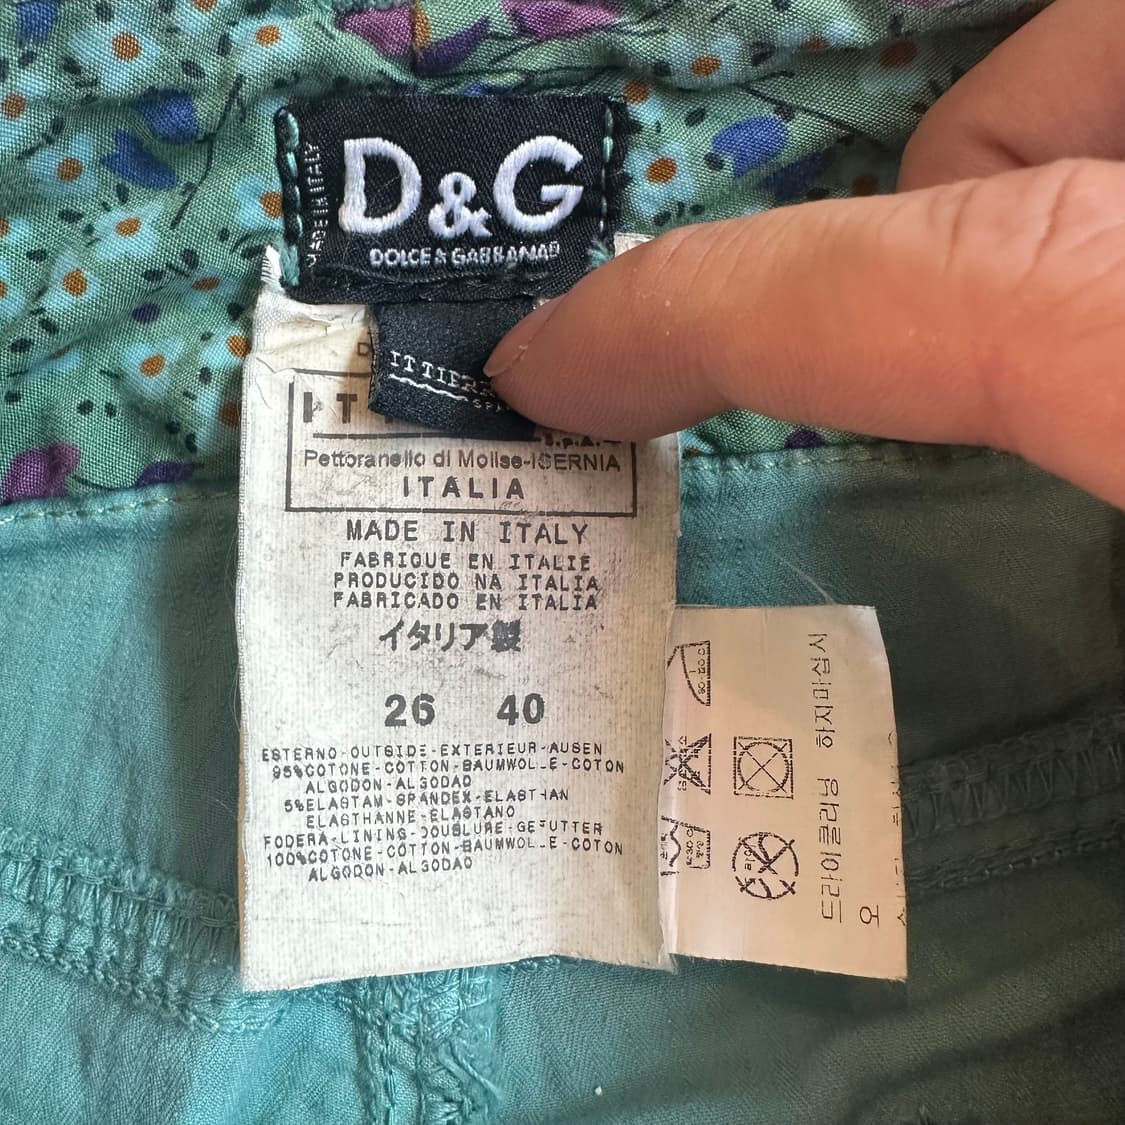 MADE IN ITALY
D&G
DOLCE & GABBANA
IT
S.p.A.
Pettoranello di Molise-ISERNIA
ITALIA
MADE IN ITALY
FABRIQUE EN ITALIE
PRODUCIDO NA ITALIA
FABRICADO EN ITALIA
イタリア製
26 40
ESTERNO-OUTSIDE-EXTERIEUR-AUSEN
95%COTONE-COTTON-BAUMWOLLE-COTON
ALGODON-ALGODAO
5%ELASTAM-SPANDEX-ELASTHAN
ELASTHANNE-ELASTANO
FODERA-LINING-DOUBLURE-GEFUTTER
100%COTONE-COTTON-BAUMWOLLE-COTON
ALGODON-ALGODAO